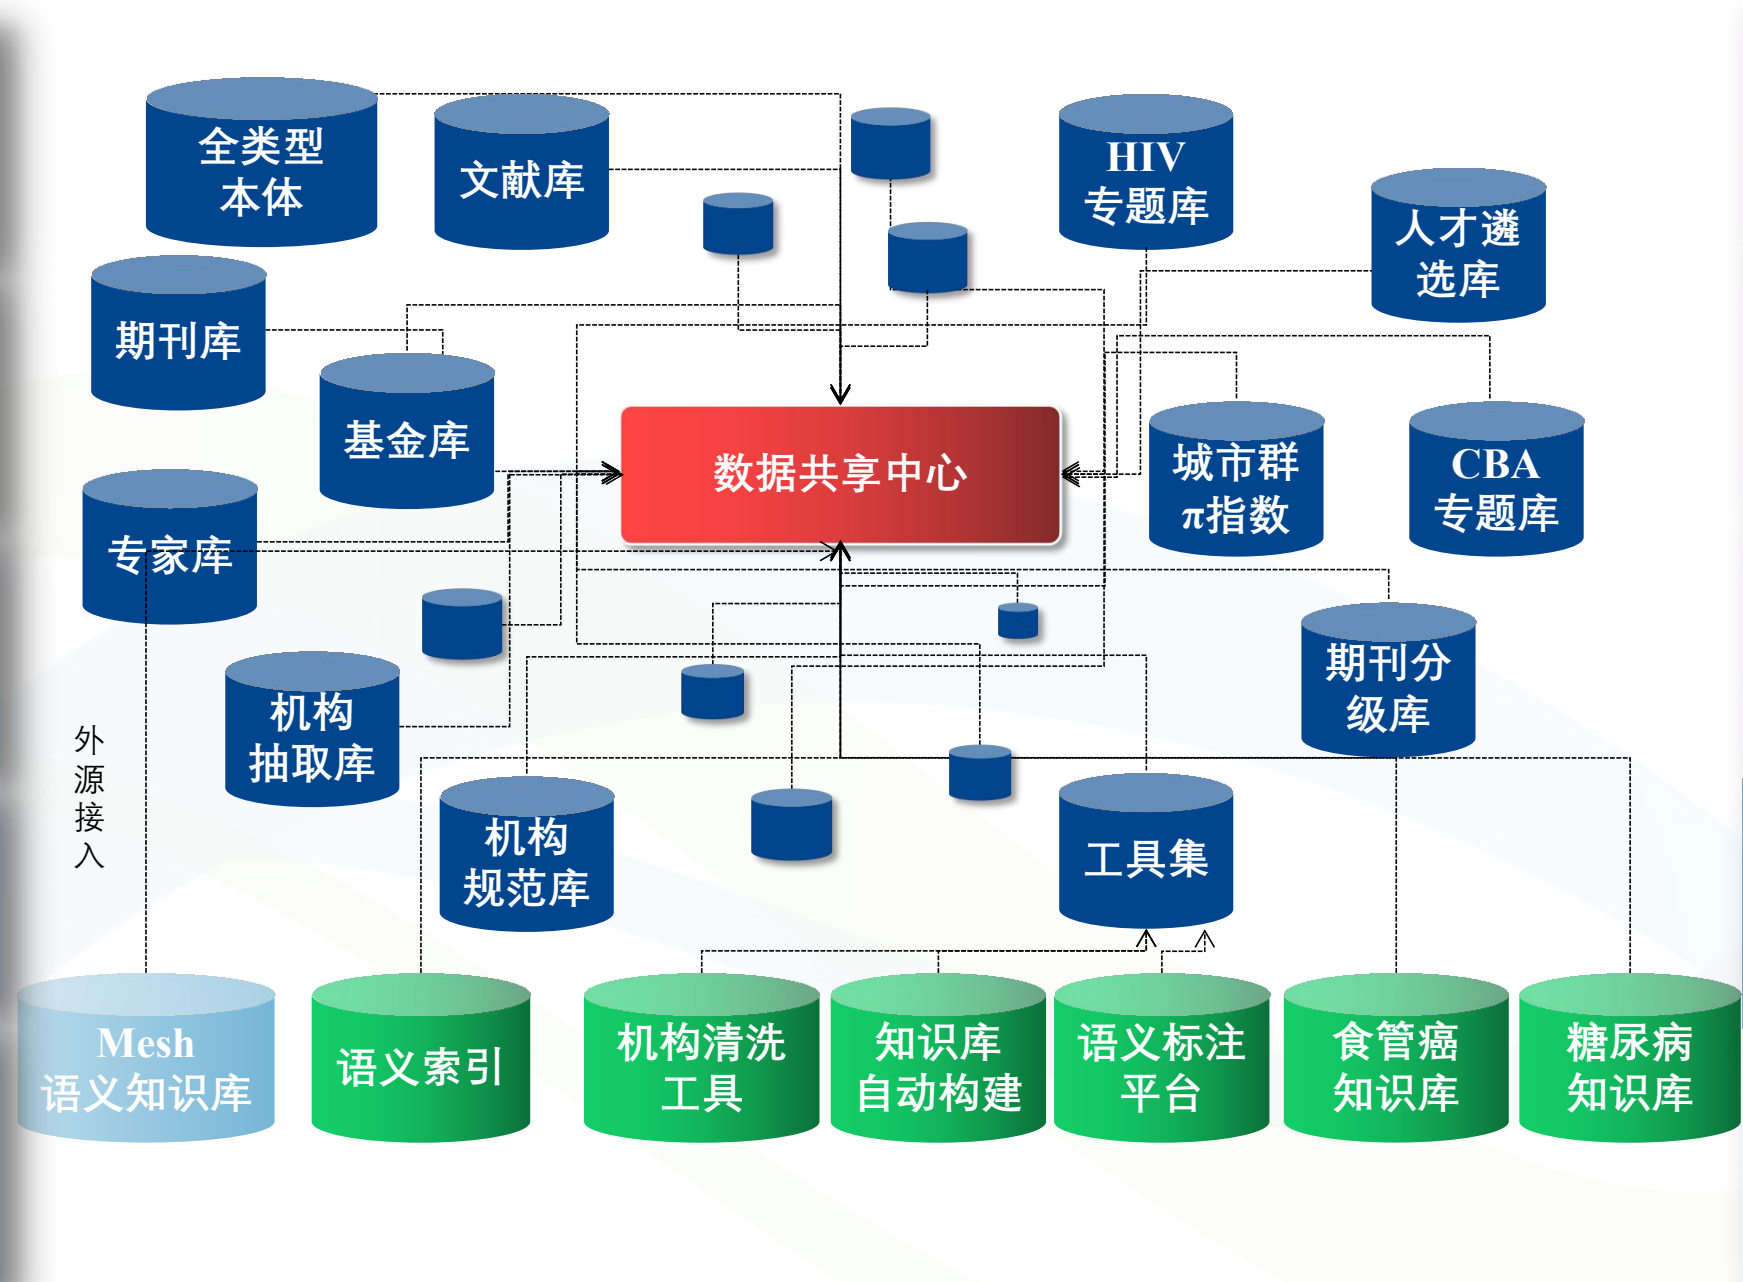 全类型
本体
文献库
HIV
专题库
人才遴
选库
期刊库
基金库
数据共享中心
城市群
π指数
CBA
专题库
专家库
机构
抽取库
期刊分
级库
外
源
接
入
机构
规范库
工具集
Mesh
语义知识库
语义索引
机构清洗
工具
知识库
自动构建
语义标注
平台
食管癌
知识库
糖尿病
知识库